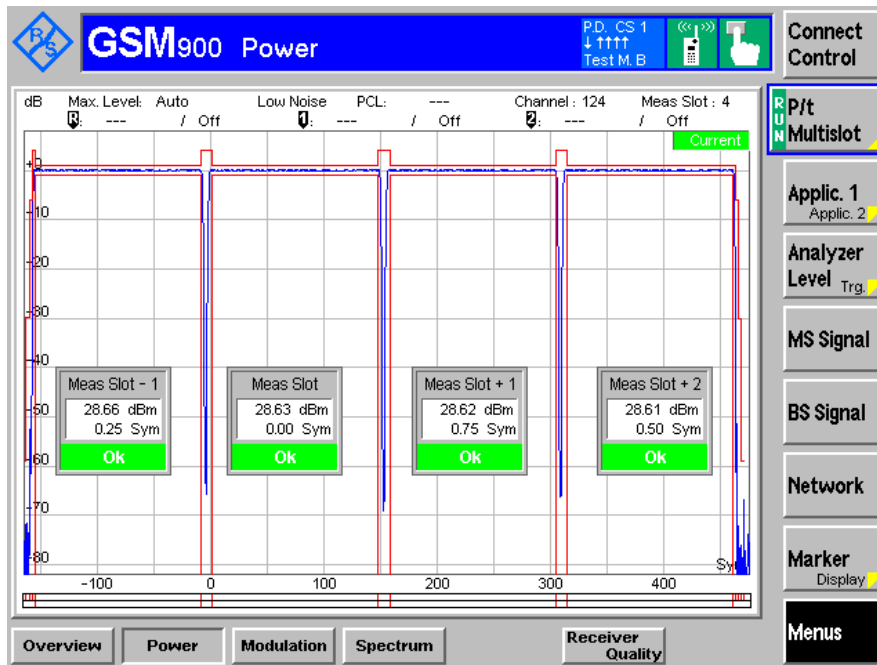 R&S
GSM900 Power
P.D. CS 1
↓ ↑↑↑↑
Test M. B
Connect Control
dB Max. Level: Auto Low Noise PCL: --- Channel : 124 Meas Slot : 4
R: --- / Off 1: --- / Off 2: --- / Off
Current
RUN
P/t Multislot
Applic. 1
Applic. 2
Analyzer Level Trg.
MS Signal
BS Signal
Network
Marker
Display
Menus
+0
-10
-20
-30
-40
-50
-60
-70
-80
Meas Slot - 1
28.66 dBm
0.25 Sym
Ok
Meas Slot
28.63 dBm
0.00 Sym
Ok
Meas Slot + 1
28.62 dBm
0.75 Sym
Ok
Meas Slot + 2
28.61 dBm
0.50 Sym
Ok
-100 0 100 200 300 400
Overview Power Modulation Spectrum Receiver Quality